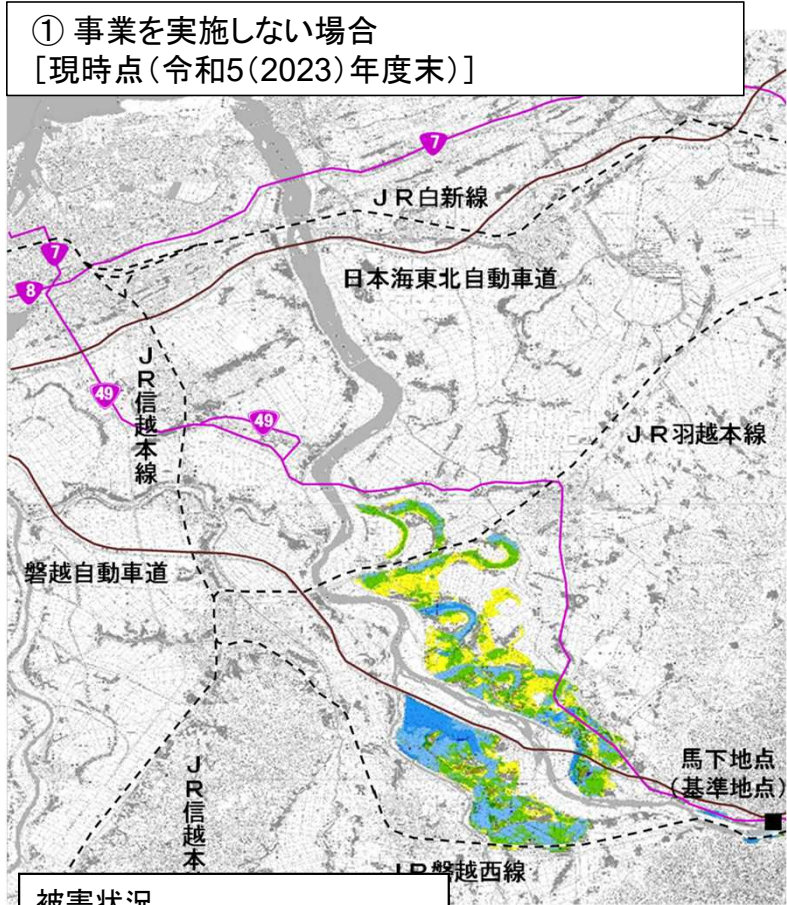 ① 事業を実施しない場合
［現時点（令和5（2023）年度末）］
7
JR白新線
7
日本海東北自動車道
8
JR信越本線
49
49
JR羽越本線
磐越自動車道
馬下地点
（基準地点）
JR信越本
JR磐越西線
被害状況